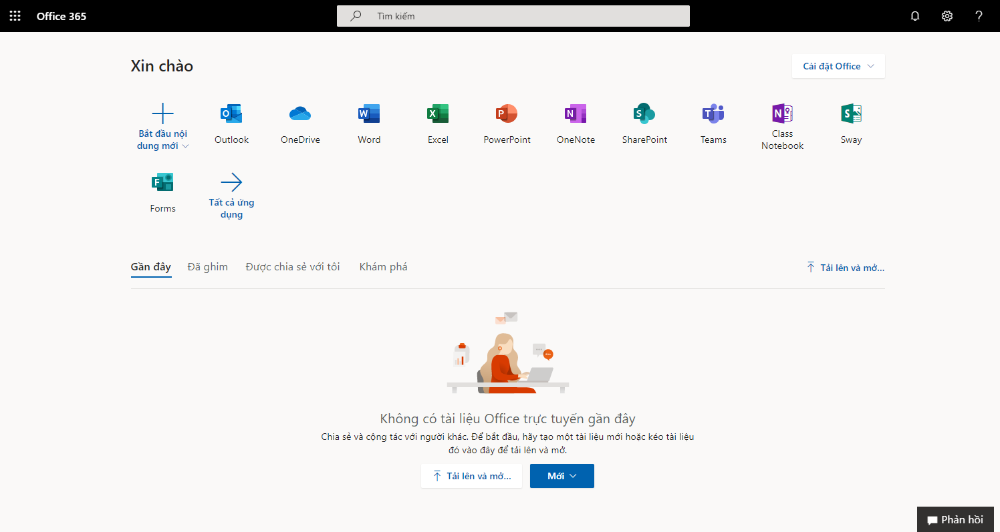 Office 365
Tìm kiếm
Xin chào
Cài đặt Office
Bắt đầu nội
dung mới
Outlook
OneDrive
Word
Excel
PowerPoint
OneNote
SharePoint
Teams
Class
Notebook
Sway
Forms
Tất cả ứng
dụng
Gần đây
Đã ghim
Được chia sẻ với tôi
Khám phá
Tải lên và mở...
Không có tài liệu Office trực tuyến gần đây
Chia sẻ và cộng tác với người khác. Để bắt đầu, hãy tạo một tài liệu mới hoặc kéo tài liệu
đó vào đây để tải lên và mở.
Tải lên và mở...
Mới
Phản hồi